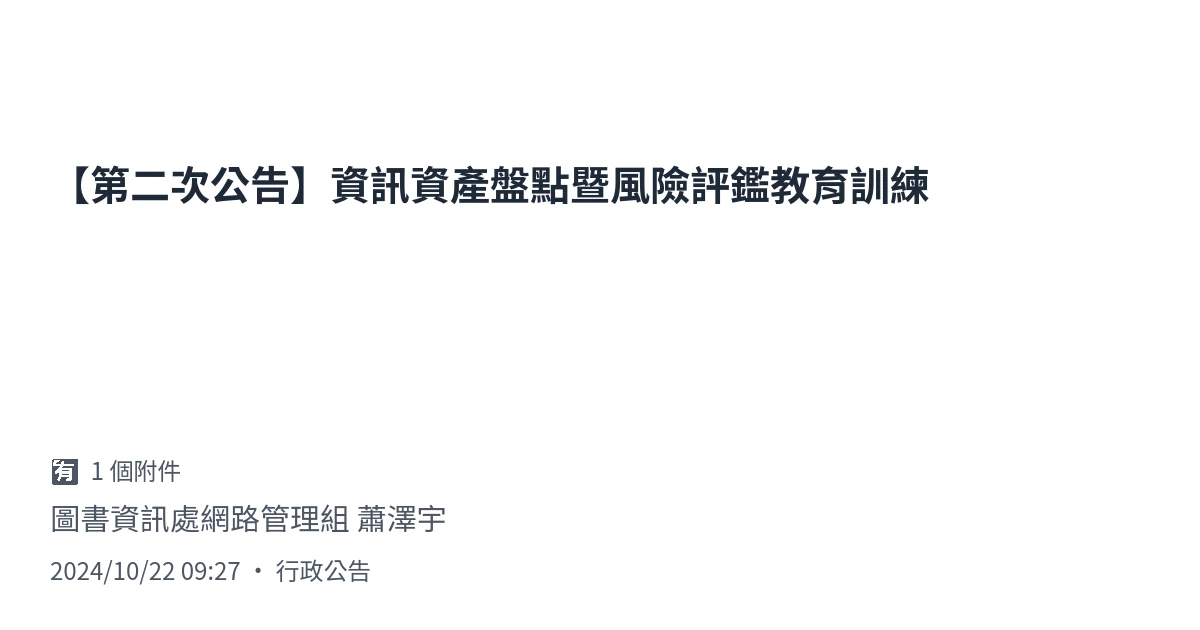 【第二次公告】資訊資產盤點暨風險評鑑教育訓練
有 1 個附件
圖書資訊處網路管理組 蕭澤宇
2024/10/22 09:27 • 行政公告